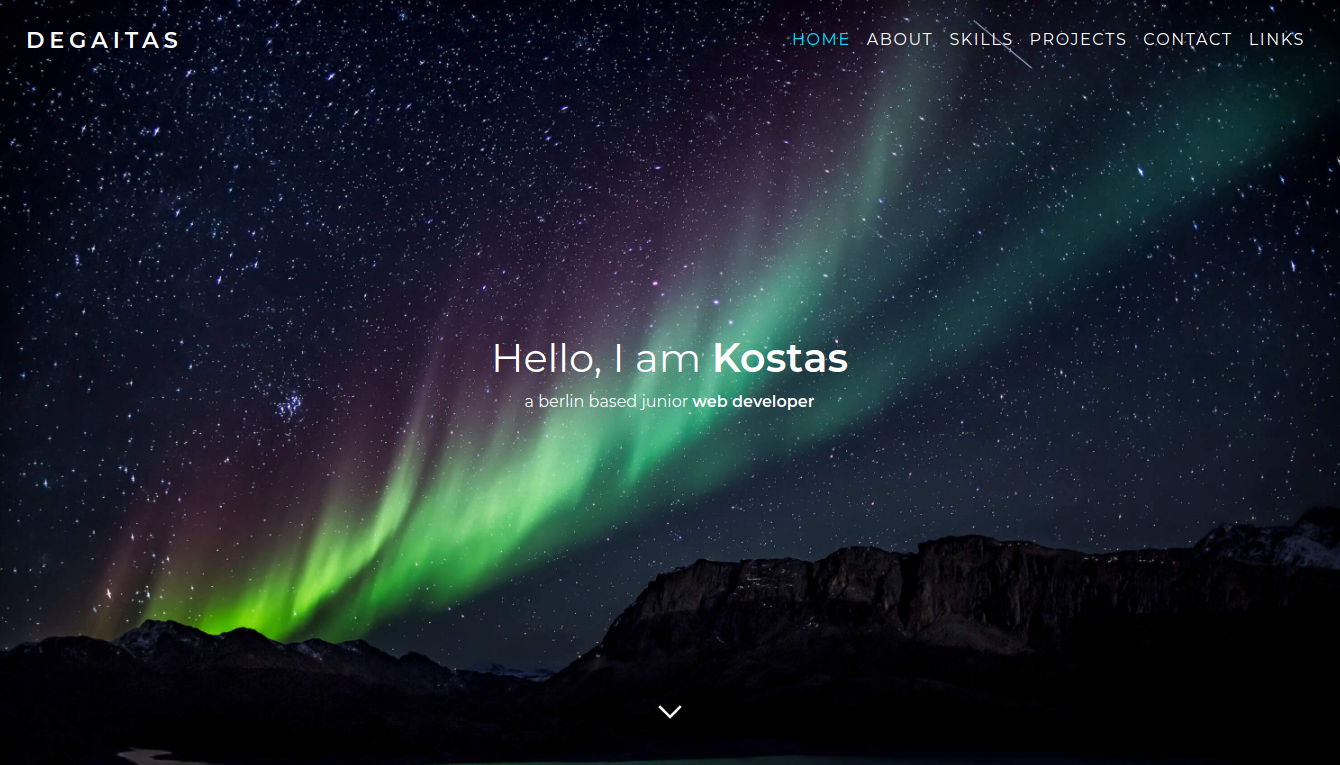 DEGAITAS
HOME ABOUT SKILLS PROJECTS CONTACT LINKS
Hello, I am Kostas
a berlin based junior web developer